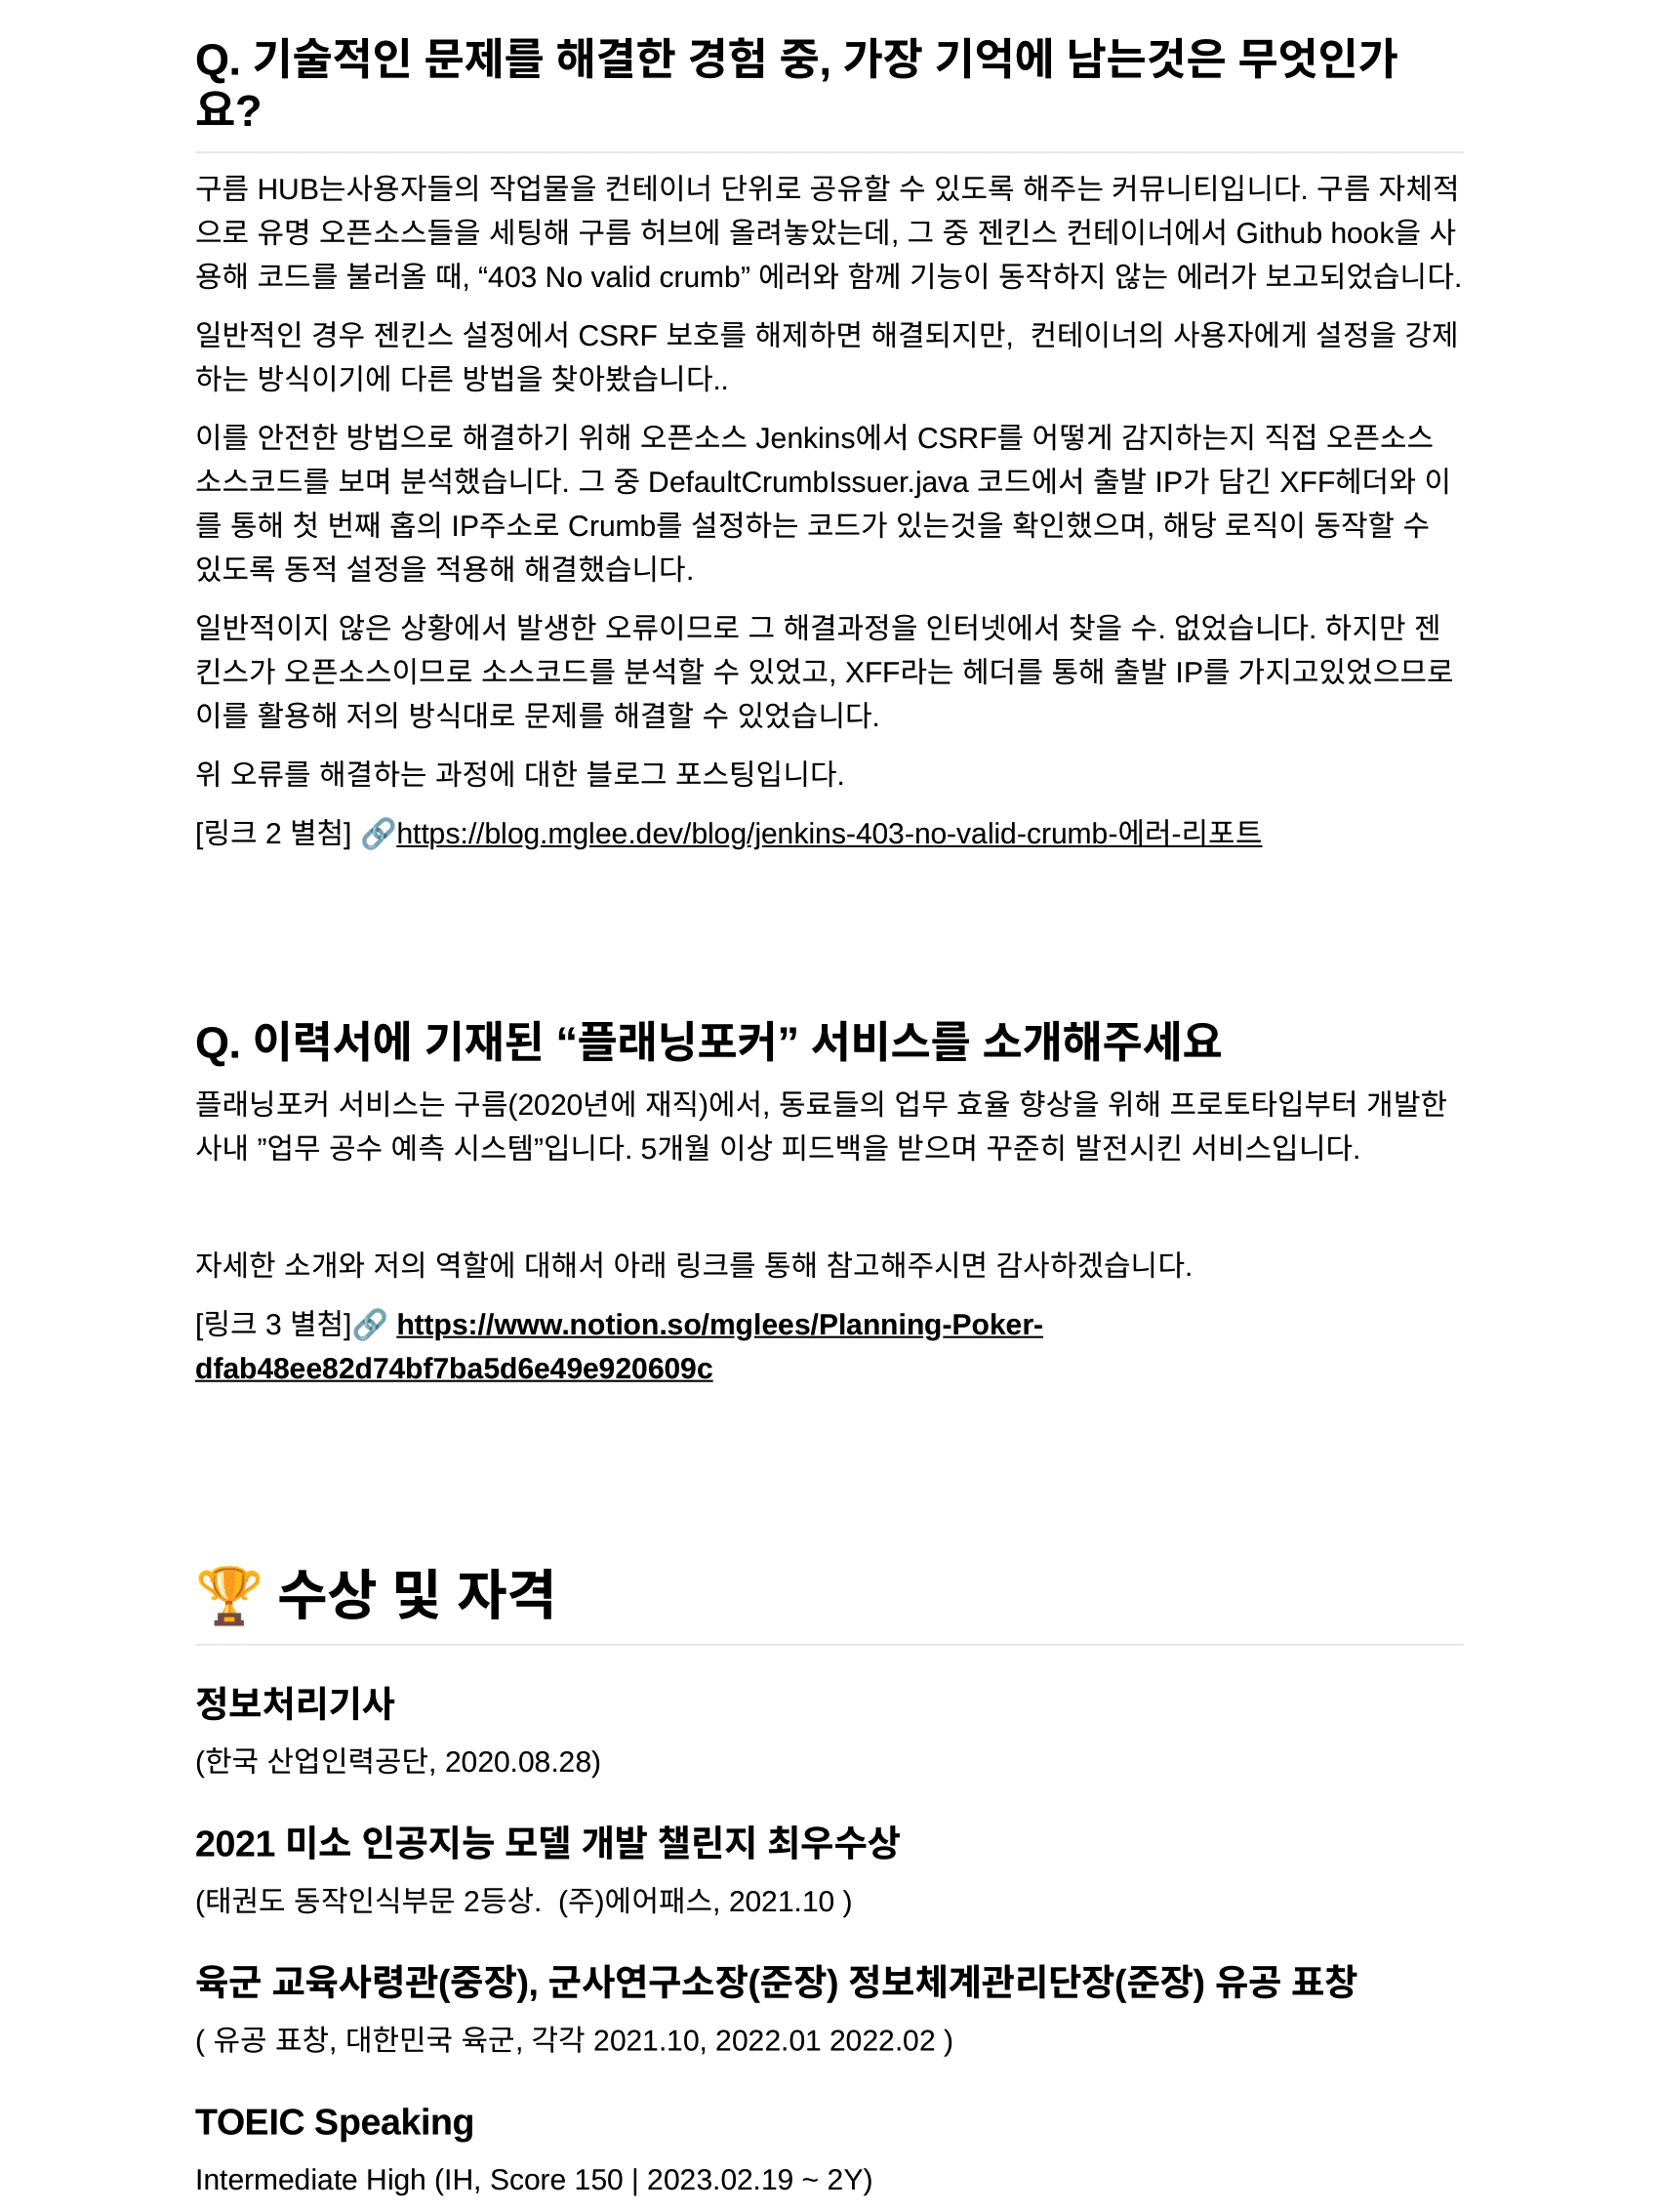 Q. 기술적인 문제를 해결한 경험 중, 가장 기억에 남는것은 무엇인가
요?
구름 HUB는사용자들의 작업물을 컨테이너 단위로 공유할 수 있도록 해주는 커뮤니티입니다. 구름 자체적
으로 유명 오픈소스들을 세팅해 구름 허브에 올려놓았는데, 그 중 젠킨스 컨테이너에서 Github hook을 사
용해 코드를 불러올 때, “403 No valid crumb” 에러와 함께 기능이 동작하지 않는 에러가 보고되었습니다.
일반적인 경우 젠킨스 설정에서 CSRF 보호를 해제하면 해결되지만,  컨테이너의 사용자에게 설정을 강제
하는 방식이기에 다른 방법을 찾아봤습니다..
이를 안전한 방법으로 해결하기 위해 오픈소스 Jenkins에서 CSRF를 어떻게 감지하는지 직접 오픈소스
소스코드를 보며 분석했습니다. 그 중 DefaultCrumbIssuer.java 코드에서 출발 IP가 담긴 XFF헤더와 이
를 통해 첫 번째 홉의 IP주소로 Crumb를 설정하는 코드가 있는것을 확인했으며, 해당 로직이 동작할 수
있도록 동적 설정을 적용해 해결했습니다.
일반적이지 않은 상황에서 발생한 오류이므로 그 해결과정을 인터넷에서 찾을 수. 없었습니다. 하지만 젠
킨스가 오픈소스이므로 소스코드를 분석할 수 있었고, XFF라는 헤더를 통해 출발 IP를 가지고있었으므로
이를 활용해 저의 방식대로 문제를 해결할 수 있었습니다.
위 오류를 해결하는 과정에 대한 블로그 포스팅입니다.
[링크 2 별첨] 🔗https://blog.mglee.dev/blog/jenkins-403-no-valid-crumb-에러-리포트
Q. 이력서에 기재된 “플래닝포커” 서비스를 소개해주세요
플래닝포커 서비스는 구름(2020년에 재직)에서, 동료들의 업무 효율 향상을 위해 프로토타입부터 개발한
사내 ”업무 공수 예측 시스템”입니다. 5개월 이상 피드백을 받으며 꾸준히 발전시킨 서비스입니다.
자세한 소개와 저의 역할에 대해서 아래 링크를 통해 참고해주시면 감사하겠습니다.
[링크 3 별첨]🔗 https://www.notion.so/mglees/Planning-Poker-
dfab48ee82d74bf7ba5d6e49e920609c
🏆 수상 및 자격
정보처리기사
(한국 산업인력공단, 2020.08.28)
2021 미소 인공지능 모델 개발 챌린지 최우수상
(태권도 동작인식부문 2등상.  (주)에어패스, 2021.10 )
육군 교육사령관(중장), 군사연구소장(준장) 정보체계관리단장(준장) 유공 표창
( 유공 표창, 대한민국 육군, 각각 2021.10, 2022.01 2022.02 )
TOEIC Speaking
Intermediate High (IH, Score 150 | 2023.02.19 ~ 2Y)